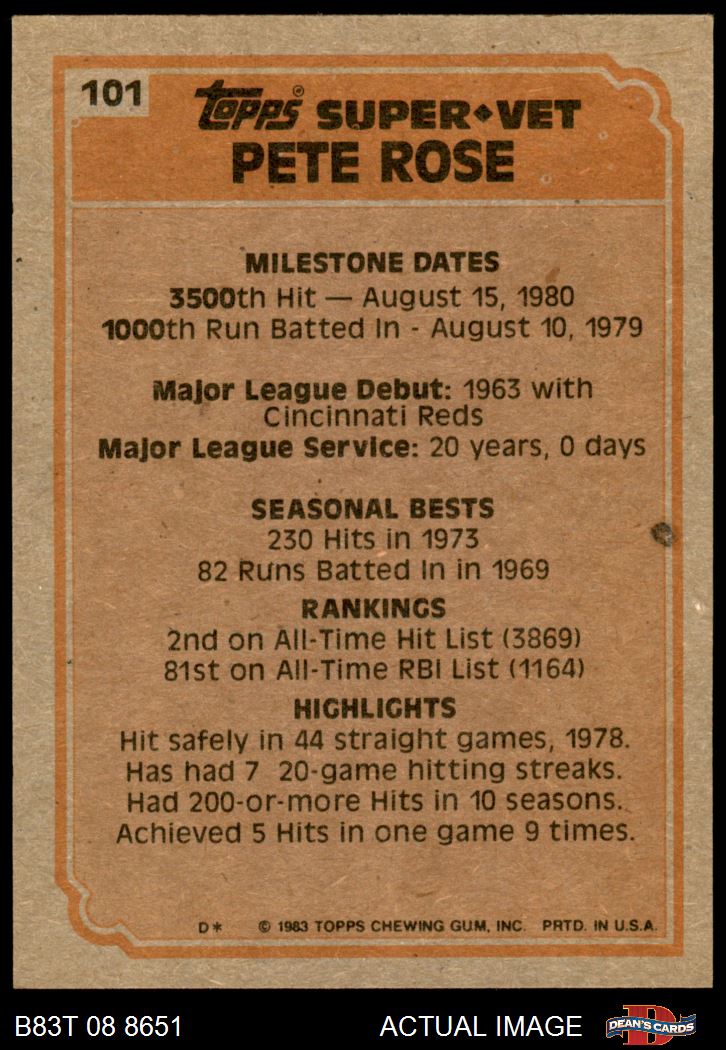 101
Topps® SUPER◆VET
PETE ROSE
MILESTONE DATES
3500th Hit — August 15, 1980
1000th Run Batted In - August 10, 1979
Major League Debut: 1963 with
Cincinnati Reds
Major League Service: 20 years, 0 days
SEASONAL BESTS
230 Hits in 1973
82 Runs Batted In in 1969
RANKINGS
2nd on All-Time Hit List (3869)
81st on All-Time RBI List (1164)
HIGHLIGHTS
Hit safely in 44 straight games, 1978.
Has had 7 20-game hitting streaks.
Had 200-or-more Hits in 10 seasons.
Achieved 5 Hits in one game 9 times.
D* © 1983 TOPPS CHEWING GUM, INC. PRTD. IN U.S.A.
B83T 08 8651 ACTUAL IMAGE D DEAN'S CARDS